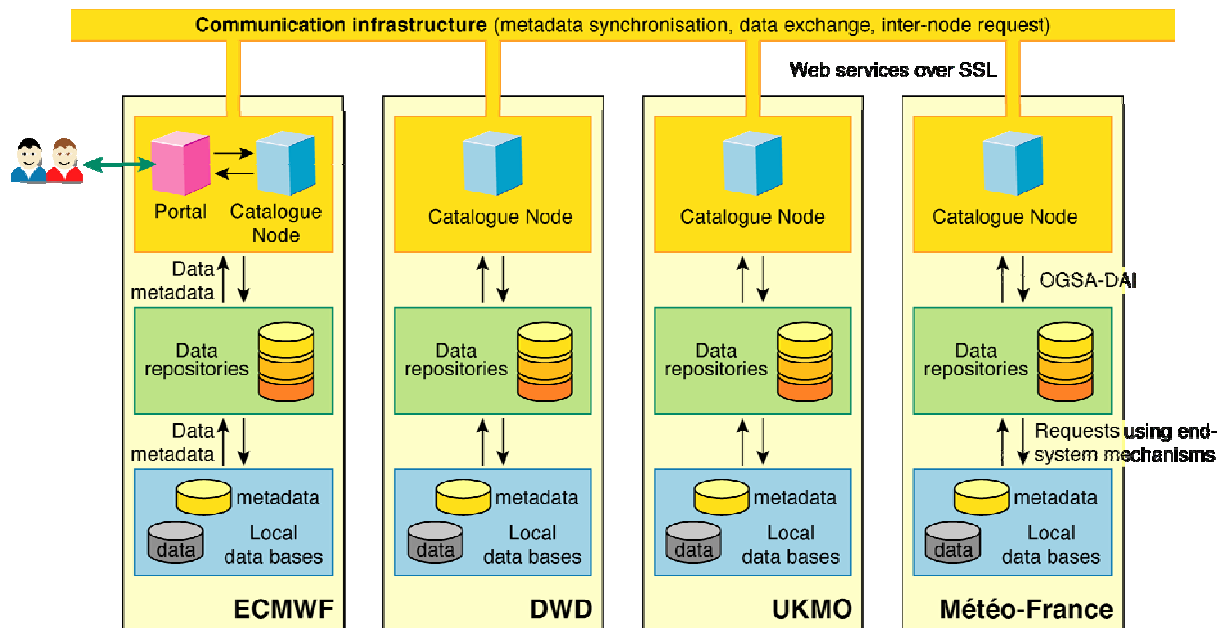 Communication infrastructure (metadata synchronisation, data exchange, inter-node request)
Web services over SSL
Portal
Catalogue
Node
Catalogue Node
Catalogue Node
Catalogue Node
Data
metadata
OGSA-DAI
Data
repositories
Data
repositories
Data
repositories
Data
repositories
Data
metadata
Requests using end-
system mechanisms
metadata
data
Local
data bases
metadata
data
Local
data bases
metadata
data
Local
data bases
metadata
data
Local
data bases
ECMWF
DWD
UKMO
Météo-France